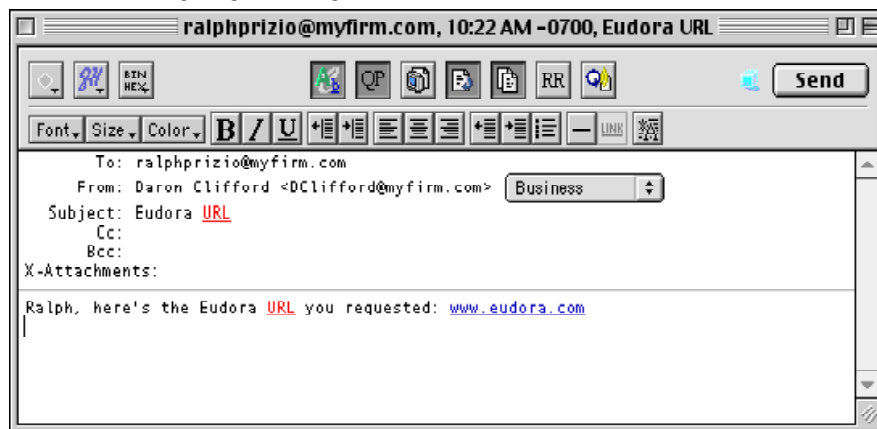 ralphprizio@myfirm.com, 10:22 AM -0700, Eudora URL
BIN HEX QP RR Send
Font Size Color B I U LINK
To: ralphprizio@myfirm.com
From: Daron Clifford <DClifford@myfirm.com> Business
Subject: Eudora URL
Cc:
Bcc:
X-Attachments:
Ralph, here's the Eudora URL you requested: www.eudora.com